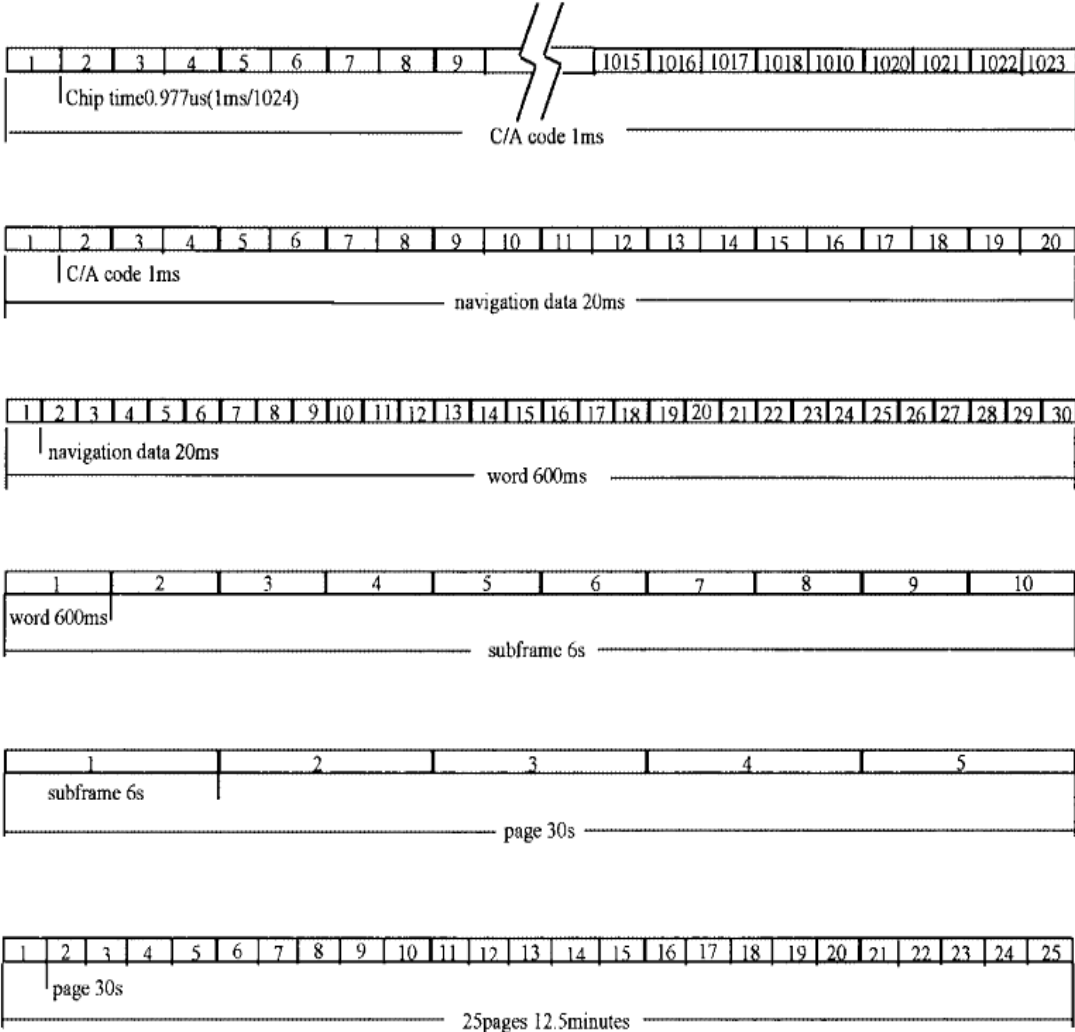 1 2 3 4 5 6 7 8 9 1015 1016 1017 1018 1010 1020 1021 1022 1023
Chip time0.977us(1ms/1024)
C/A code 1ms
1 2 3 4 5 6 7 8 9 10 11 12 13 14 15 16 17 18 19 20
C/A code 1ms
navigation data 20ms
1 2 3 4 5 6 7 8 9 10 11 12 13 14 15 16 17 18 19 20 21 22 23 24 25 26 27 28 29 30
navigation data 20ms
word 600ms
1 2 3 4 5 6 7 8 9 10
word 600ms
subframe 6s
1 2 3 4 5
subframe 6s
page 30s
1 2 3 4 5 6 7 8 9 10 11 12 13 14 15 16 17 18 19 20 21 22 23 24 25
page 30s
25pages 12.5minutes